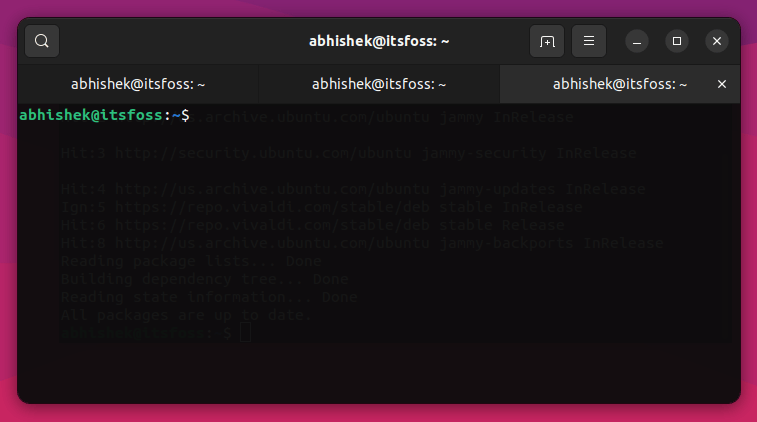 abhishek@itsfoss: ~
abhishek@itsfoss: ~ abhishek@itsfoss: ~ abhishek@itsfoss: ~
abhishek@itsfoss:~$ s.archive.ubuntu.com/ubuntu jammy InRelease
Hit:3 http://security.ubuntu.com/ubuntu jammy-security InRelease
Hit:4 http://us.archive.ubuntu.com/ubuntu jammy-updates InRelease
Ign:5 https://repo.vivaldi.com/stable/deb stable InRelease
Hit:6 https://repo.vivaldi.com/stable/deb stable Release
Hit:8 http://us.archive.ubuntu.com/ubuntu jammy-backports InRelease
Reading package lists... Done
Building dependency tree... Done
Reading state information... Done
All packages are up to date.
abhishek@itsfoss: $